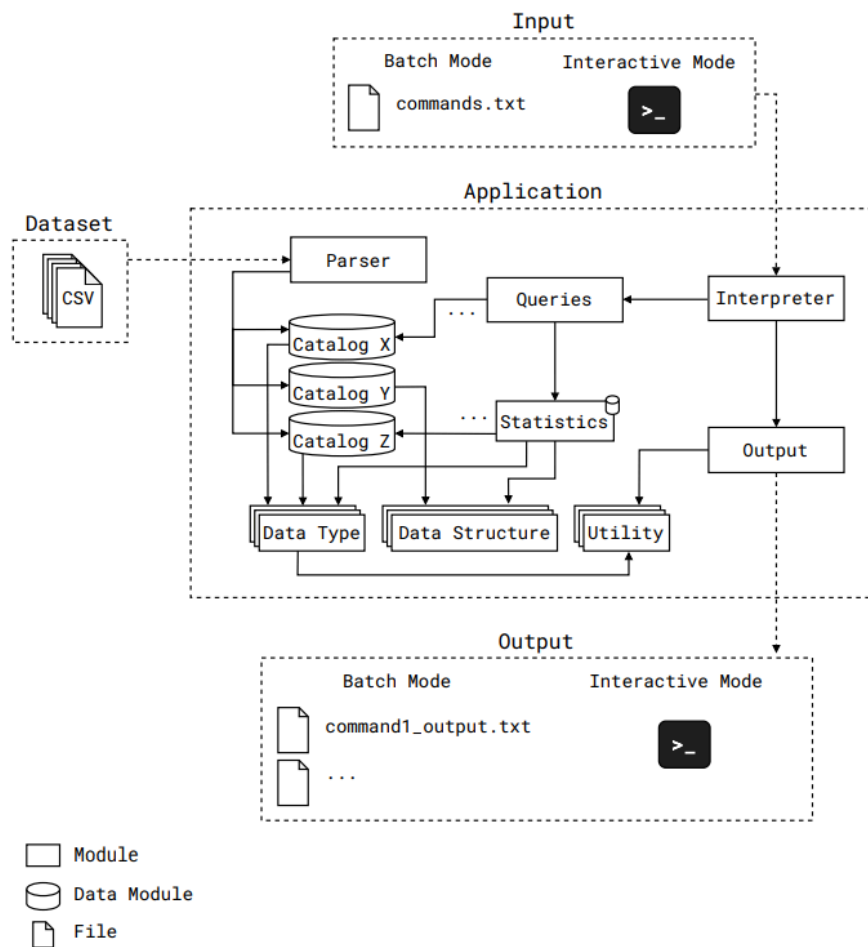 Input
Batch Mode
Interactive Mode
commands.txt
>_
Application
Dataset
CSV
Parser
Queries
Interpreter
...
Catalog X
Catalog Y
Catalog Z
...
Statistics
Output
Data Type
Data Structure
Utility
Output
Batch Mode
Interactive Mode
command1_output.txt
>_
...
Module
Data Module
File